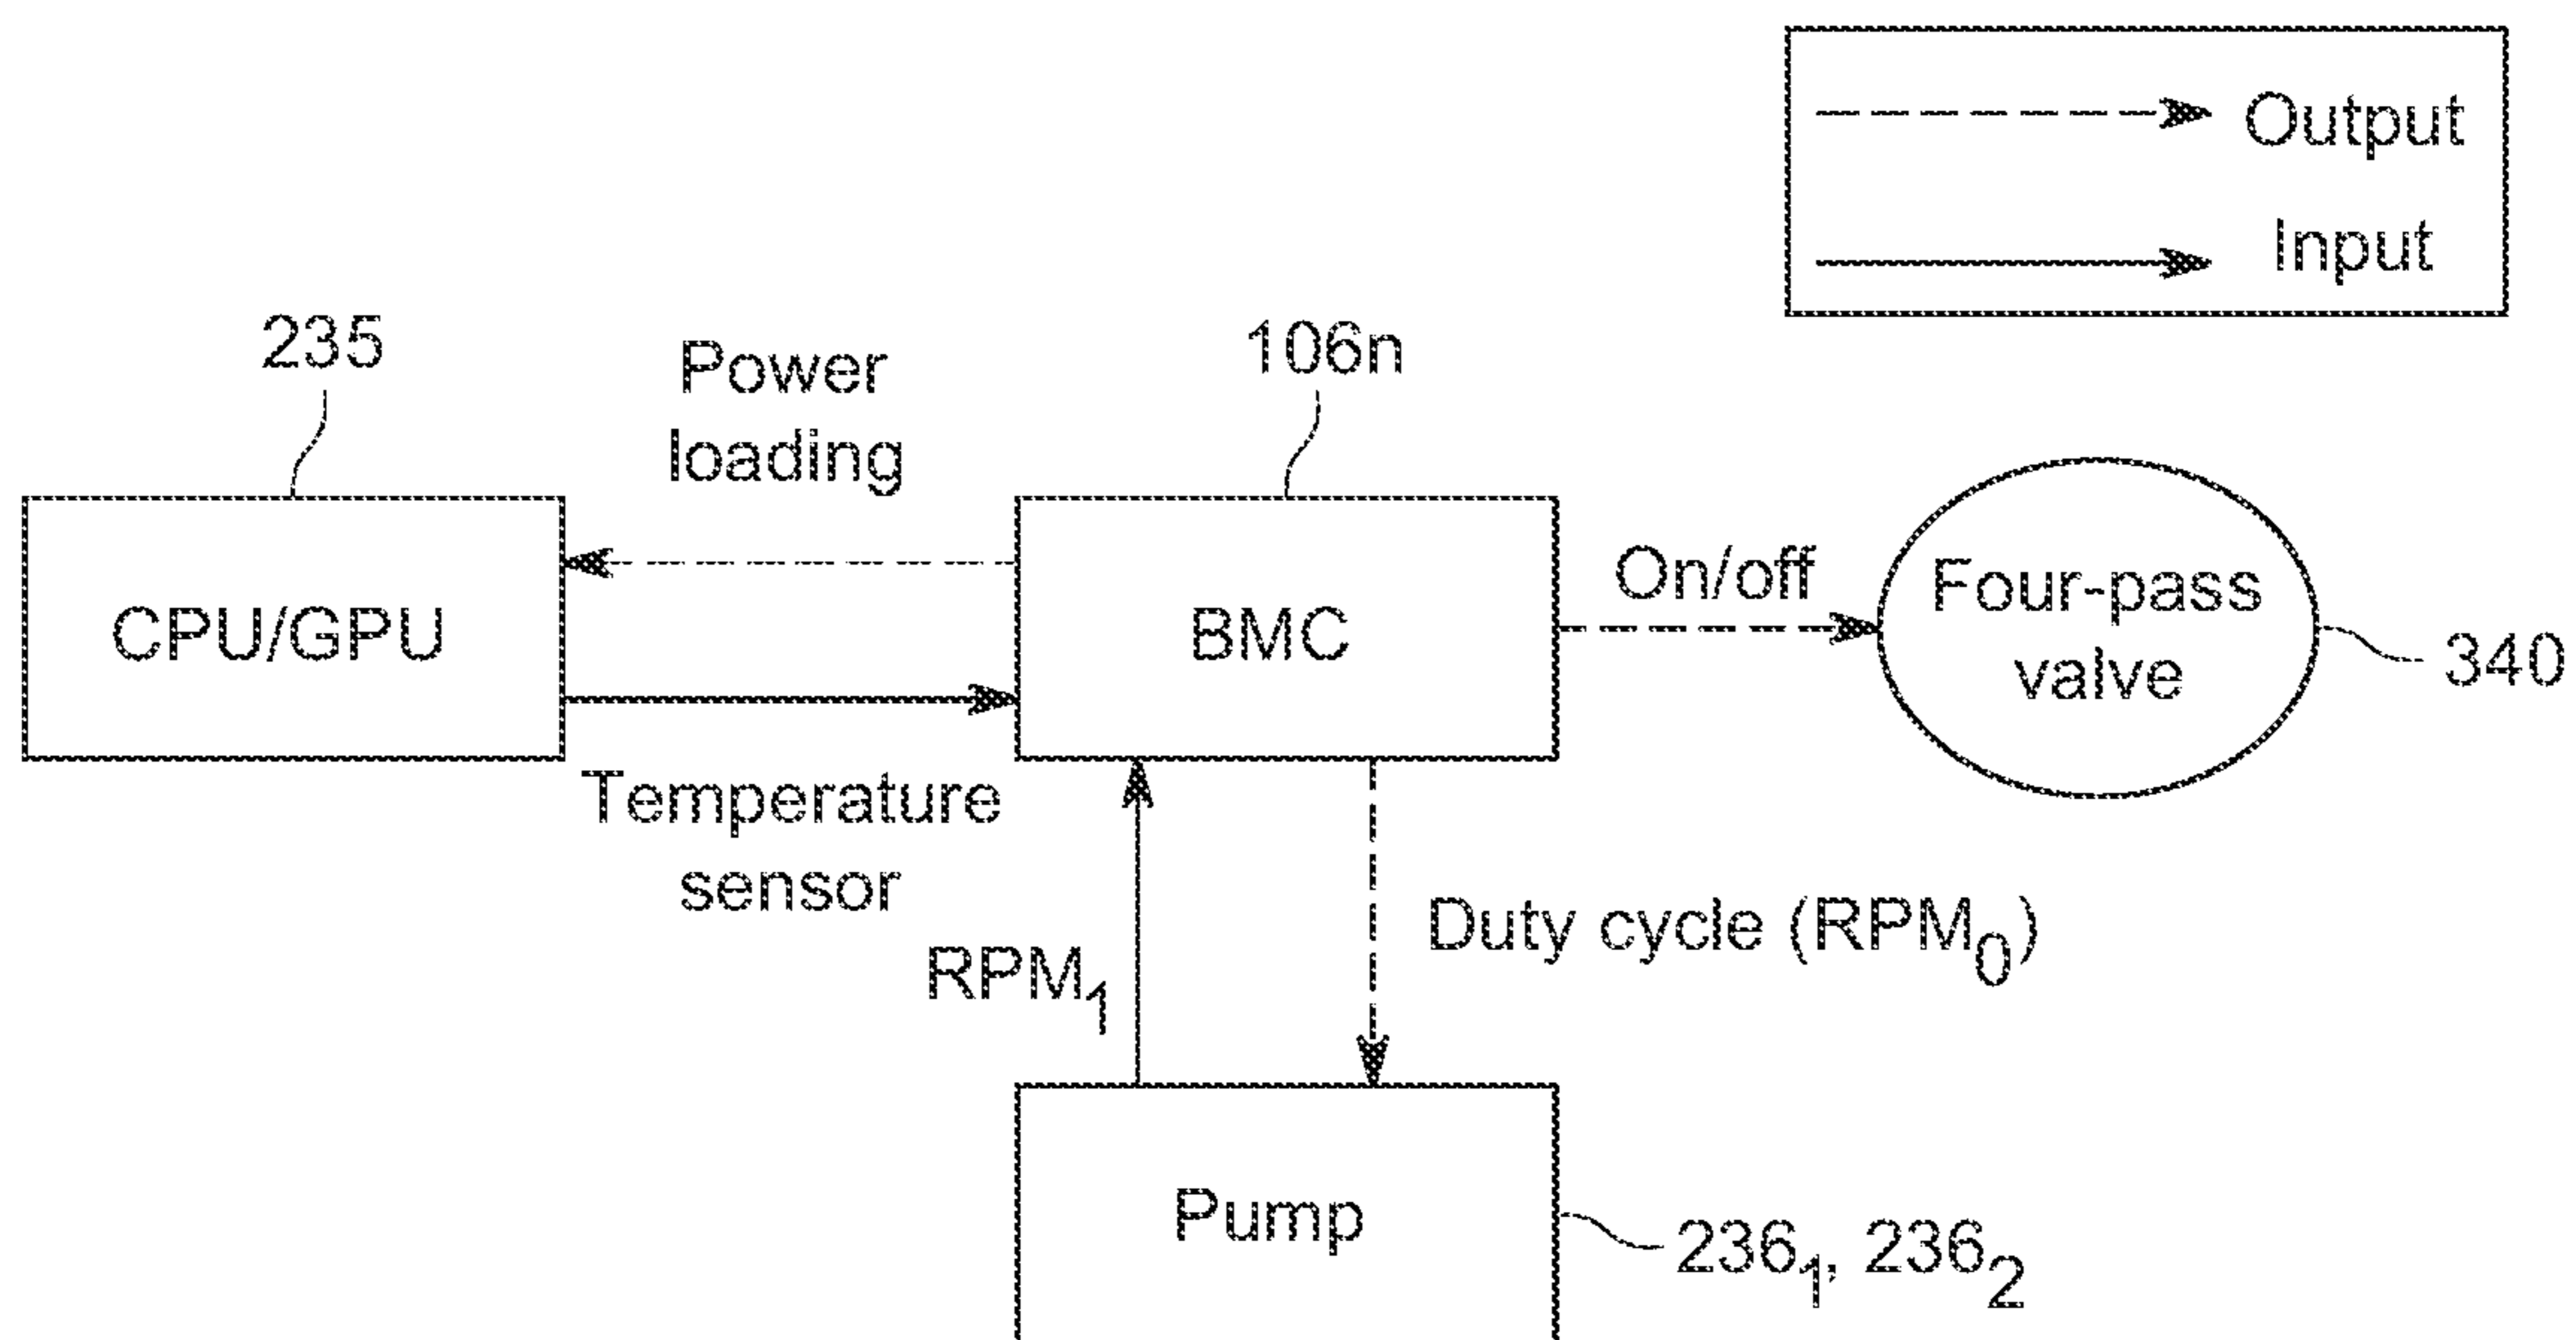 Output
Input
235
Power
loading
106n
CPU/GPU
BMC
On/off
Four-pass
valve
340
Temperature
sensor
RPM₁
Duty cycle (RPM₀)
Pump
236₁, 236₂